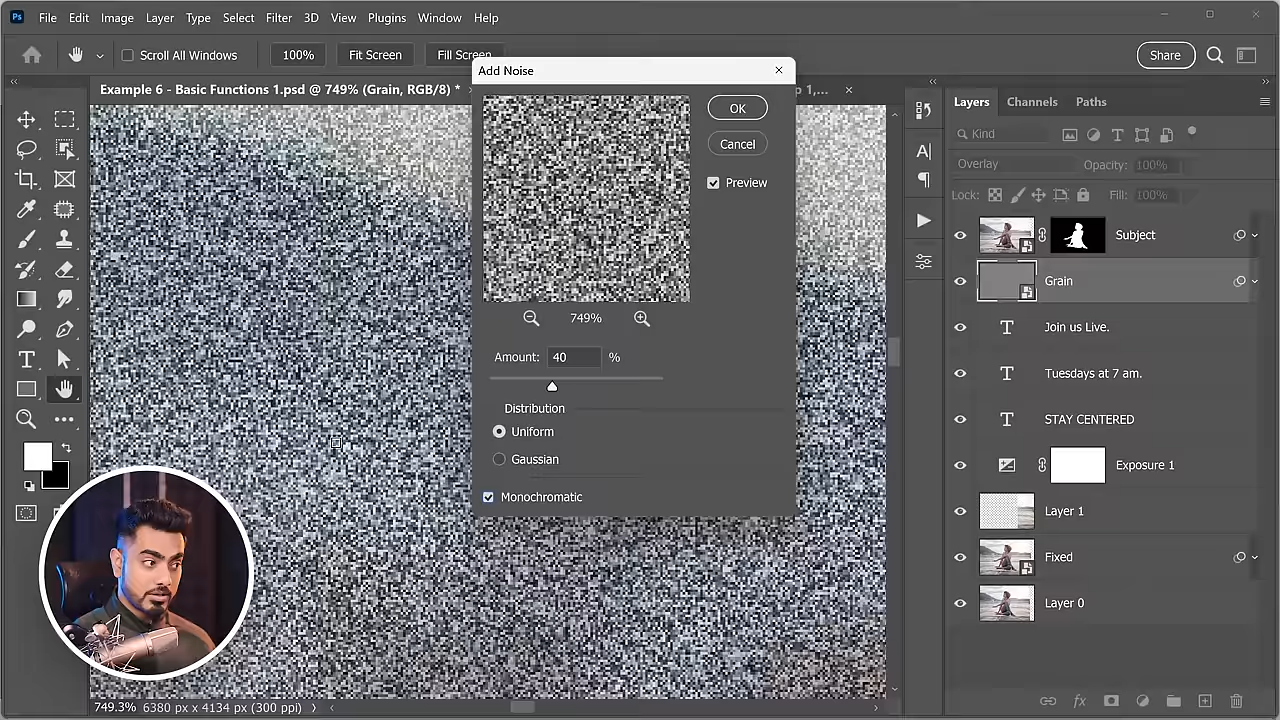 Ps File Edit Image Layer Type Select Filter 3D View Plugins Window Help
Scroll All Windows 100% Fit Screen Fill Screen Share
Example 6 - Basic Functions 1.psd @ 749% (Grain, RGB/8) *
p 1,...
Add Noise
OK
Cancel
Preview
749%
Amount: 40 %
Distribution
Uniform
Gaussian
Monochromatic
Layers Channels Paths
Kind
Overlay Opacity: 100%
Lock: Fill: 100%
Subject
Grain
Join us Live.
Tuesdays at 7 am.
STAY CENTERED
Exposure 1
Layer 1
Fixed
Layer 0
749.3% 6380 px x 4134 px (300 ppi)